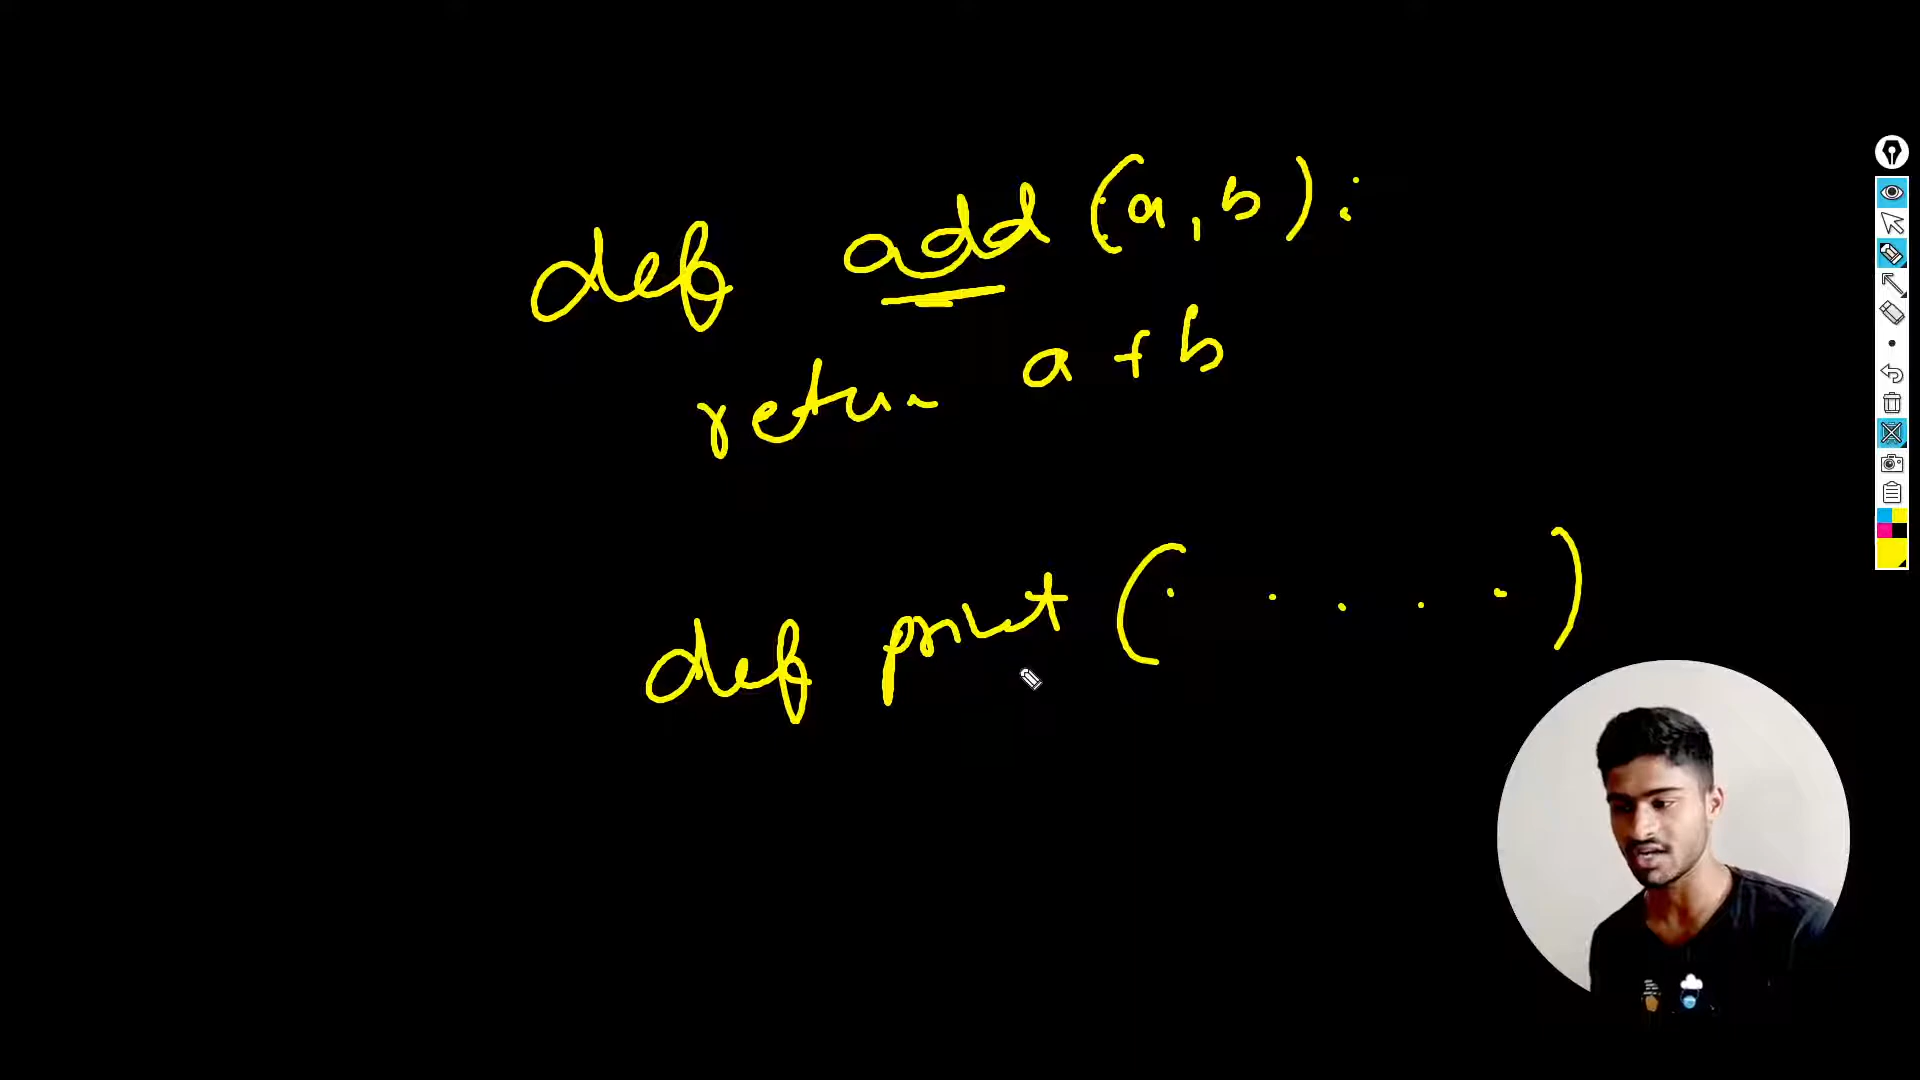 def add (a, b):
return a + b
def print ( . . . . . )